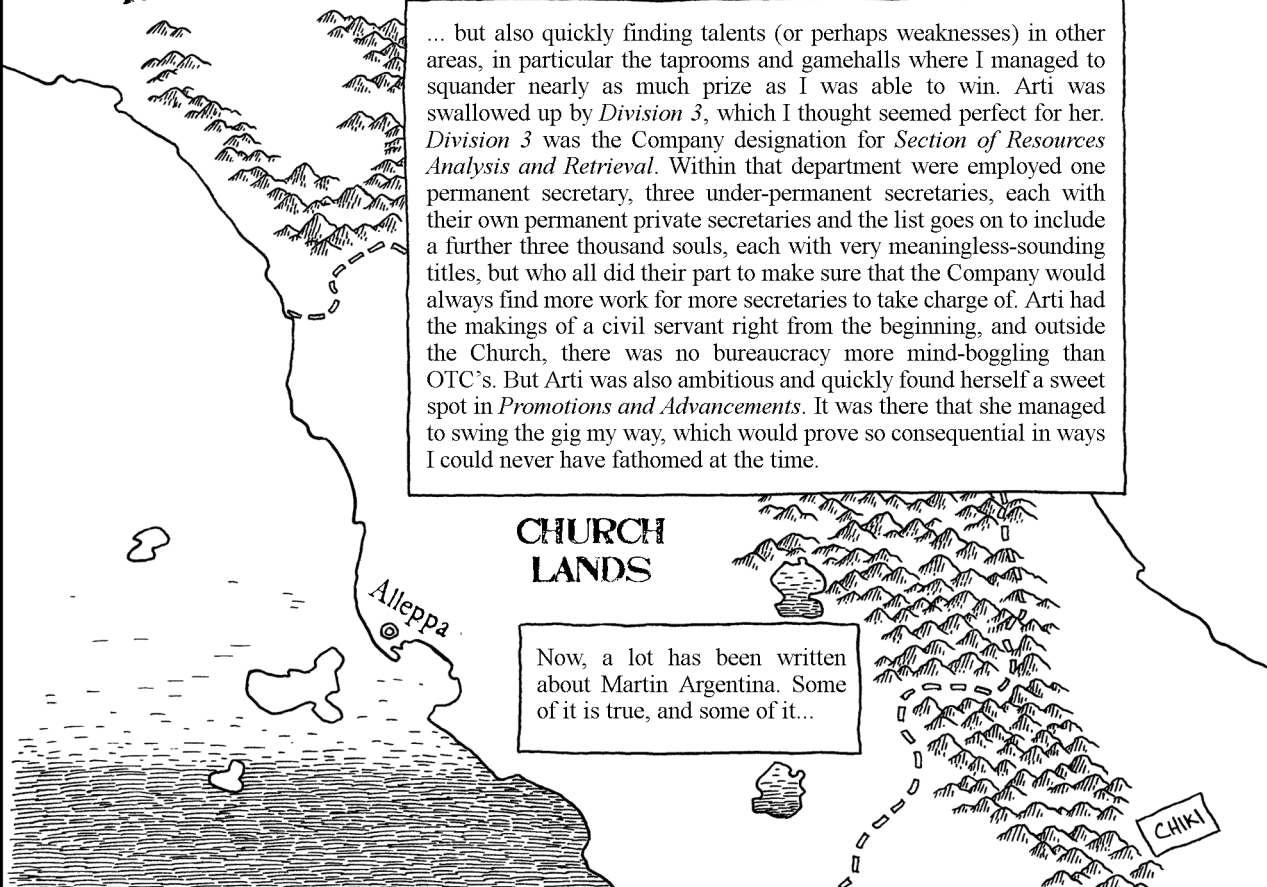 ... but also quickly finding talents (or perhaps weaknesses) in other
areas, in particular the taprooms and gamehalls where I managed to
squander nearly as much prize as I was able to win. Arti was
swallowed up by Division 3, which I thought seemed perfect for her.
Division 3 was the Company designation for Section of Resources
Analysis and Retrieval. Within that department were employed one
permanent secretary, three under-permanent secretaries, each with
their own permanent private secretaries and the list goes on to include
a further three thousand souls, each with very meaningless-sounding
titles, but who all did their part to make sure that the Company would
always find more work for more secretaries to take charge of. Arti had
the makings of a civil servant right from the beginning, and outside
the Church, there was no bureaucracy more mind-boggling than
OTC's. But Arti was also ambitious and quickly found herself a sweet
spot in Promotions and Advancements. It was there that she managed
to swing the gig my way, which would prove so consequential in ways
I could never have fathomed at the time.
CHURCH
LANDS
Alleppa
Now, a lot has been written
about Martin Argentina. Some
of it is true, and some of it...
CHIKI